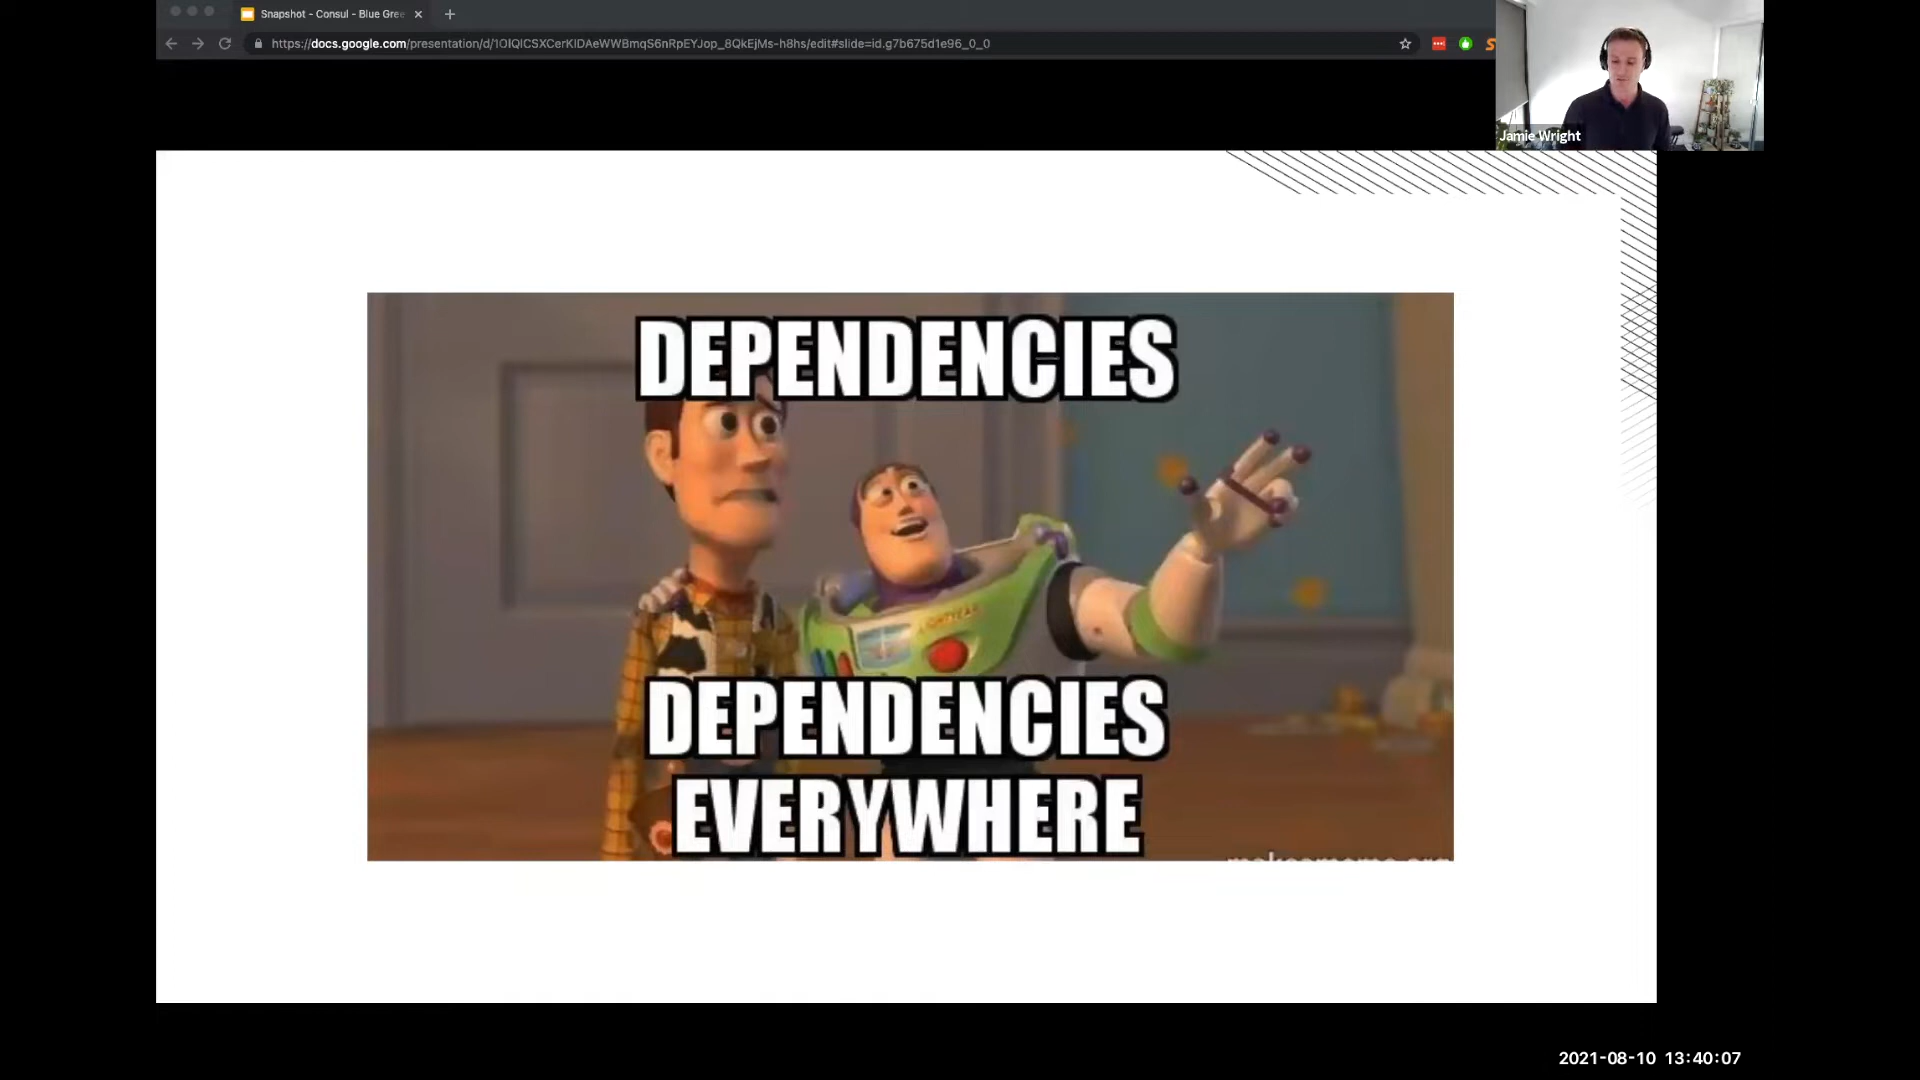 Snapshot - Consul - Blue Gree
https://docs.google.com/presentation/d/1OIQICSXCerKIDAeWWBmqS6nRpEYJop_8QkEjMs-h8hs/edit#slide=id.g7b675d1e96_0_0
Jamie Wright
DEPENDENCIES
LIGHTYEAR
DEPENDENCIES
EVERYWHERE
2021-08-10 13:40:07